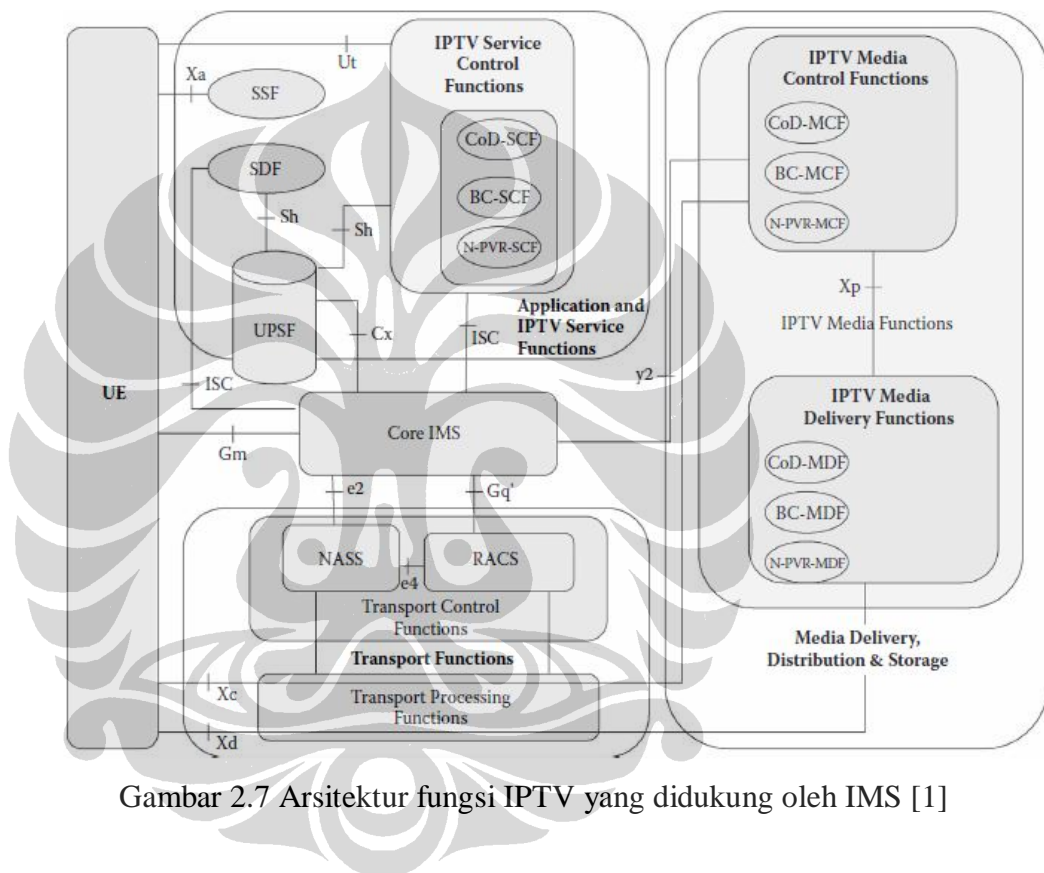 UE
Xa
Ut
SSF
SDF
Sh
Sh
UPSF
Cx
ISC
ISC
IPTV Service
Control
Functions
CoD-SCF
BC-SCF
N-PVR-SCF
Application and
IPTV Service
Functions
Gm
Core IMS
y2
e2
Gq'
NASS
RACS
e4
Transport Control
Functions
Transport Functions
Transport Processing
Functions
Xc
Xd
IPTV Media
Control Functions
CoD-MCF
BC-MCF
N-PVR-MCF
Xp
IPTV Media Functions
IPTV Media
Delivery Functions
CoD-MDF
BC-MDF
N-PVR-MDF
Media Delivery,
Distribution & Storage
Gambar 2.7 Arsitektur fungsi IPTV yang didukung oleh IMS [1]